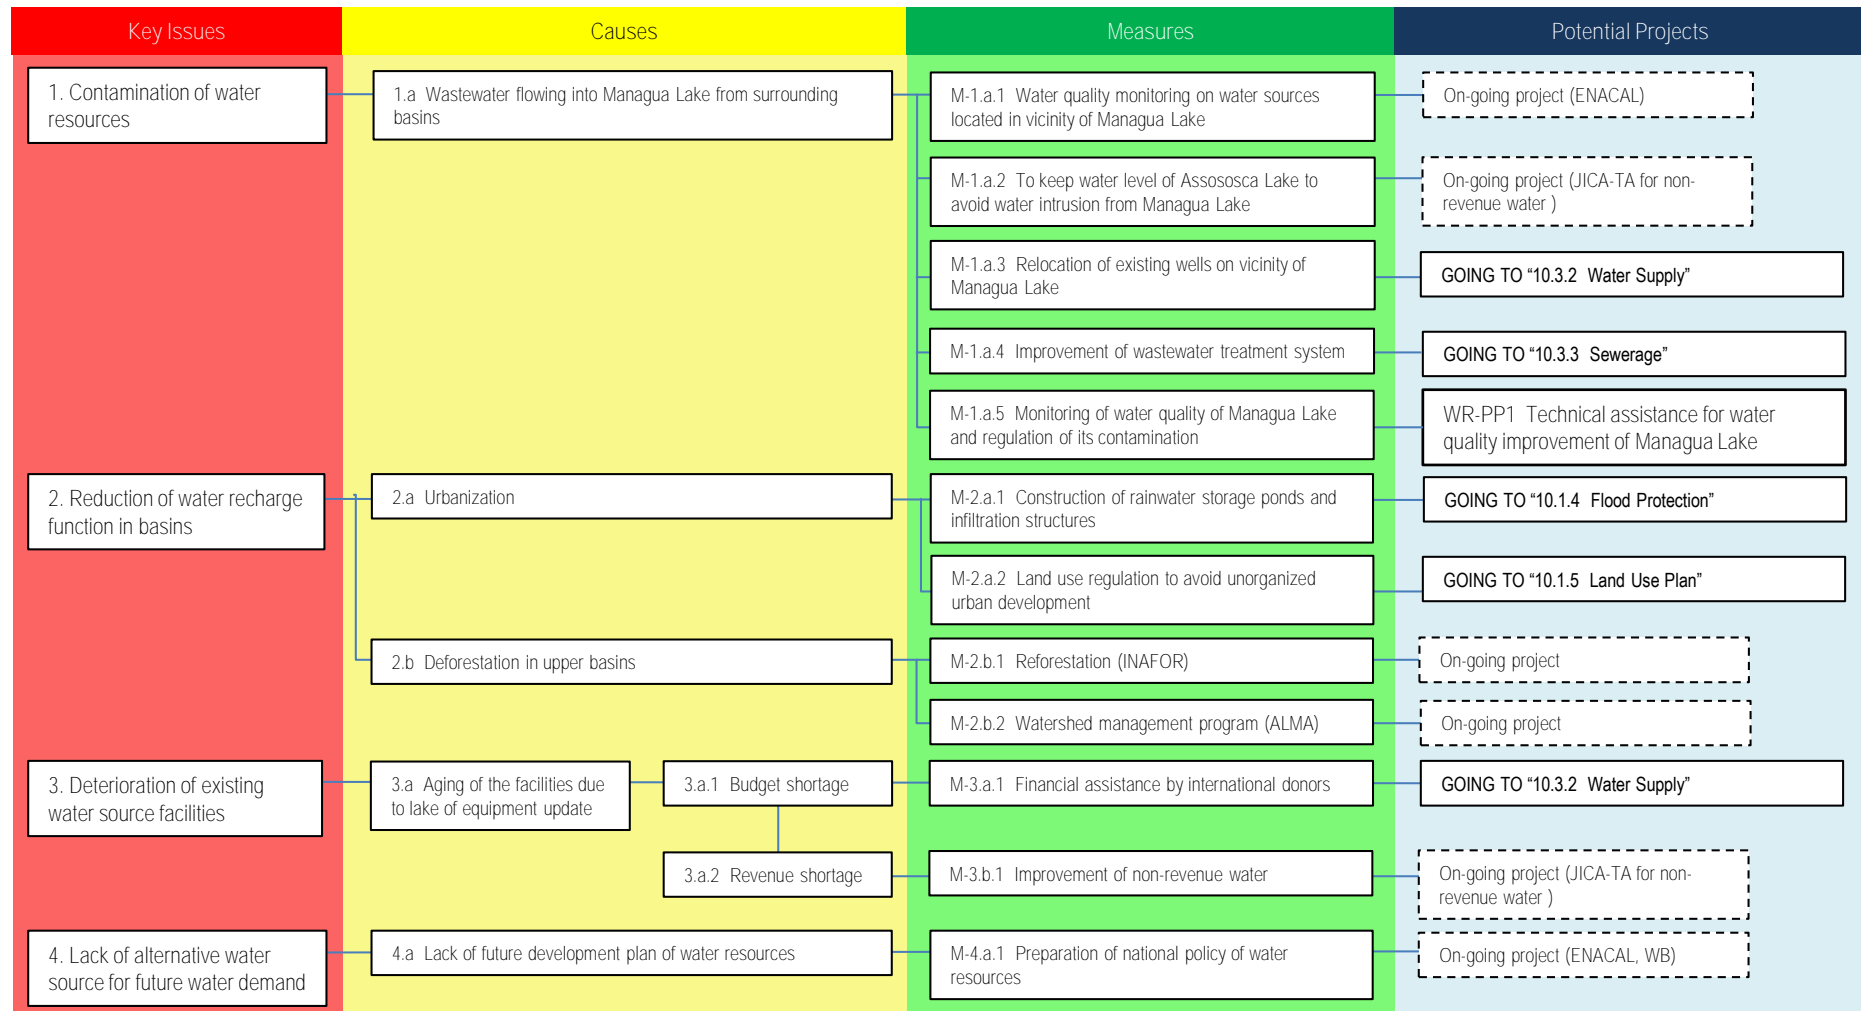 Key Issues
Causes
Measures
Potential Projects
1. Contamination of water
resources
1.a Wastewater flowing into Managua Lake from surrounding
basins
M-1.a.1 Water quality monitoring on water sources
located in vicinity of Managua Lake
On-going project (ENACAL)
M-1.a.2 To keep water level of Assososca Lake to
avoid water intrusion from Managua Lake
On-going project (JICA-TA for non-
revenue water )
M-1.a.3 Relocation of existing wells on vicinity of
Managua Lake
GOING TO “10.3.2 Water Supply”
M-1.a.4 Improvement of wastewater treatment system
GOING TO “10.3.3 Sewerage”
M-1.a.5 Monitoring of water quality of Managua Lake
and regulation of its contamination
WR-PP1 Technical assistance for water
quality improvement of Managua Lake
2. Reduction of water recharge
function in basins
2.a Urbanization
M-2.a.1 Construction of rainwater storage ponds and
infiltration structures
GOING TO “10.1.4 Flood Protection”
M-2.a.2 Land use regulation to avoid unorganized
urban development
GOING TO “10.1.5 Land Use Plan”
2.b Deforestation in upper basins
M-2.b.1 Reforestation (INAFOR)
On-going project
M-2.b.2 Watershed management program (ALMA)
On-going project
3. Deterioration of existing
water source facilities
3.a Aging of the facilities due
to lake of equipment update
3.a.1 Budget shortage
M-3.a.1 Financial assistance by international donors
GOING TO “10.3.2 Water Supply”
3.a.2 Revenue shortage
M-3.b.1 Improvement of non-revenue water
On-going project (JICA-TA for non-
revenue water )
4. Lack of alternative water
source for future water demand
4.a Lack of future development plan of water resources
M-4.a.1 Preparation of national policy of water
resources
On-going project (ENACAL, WB)